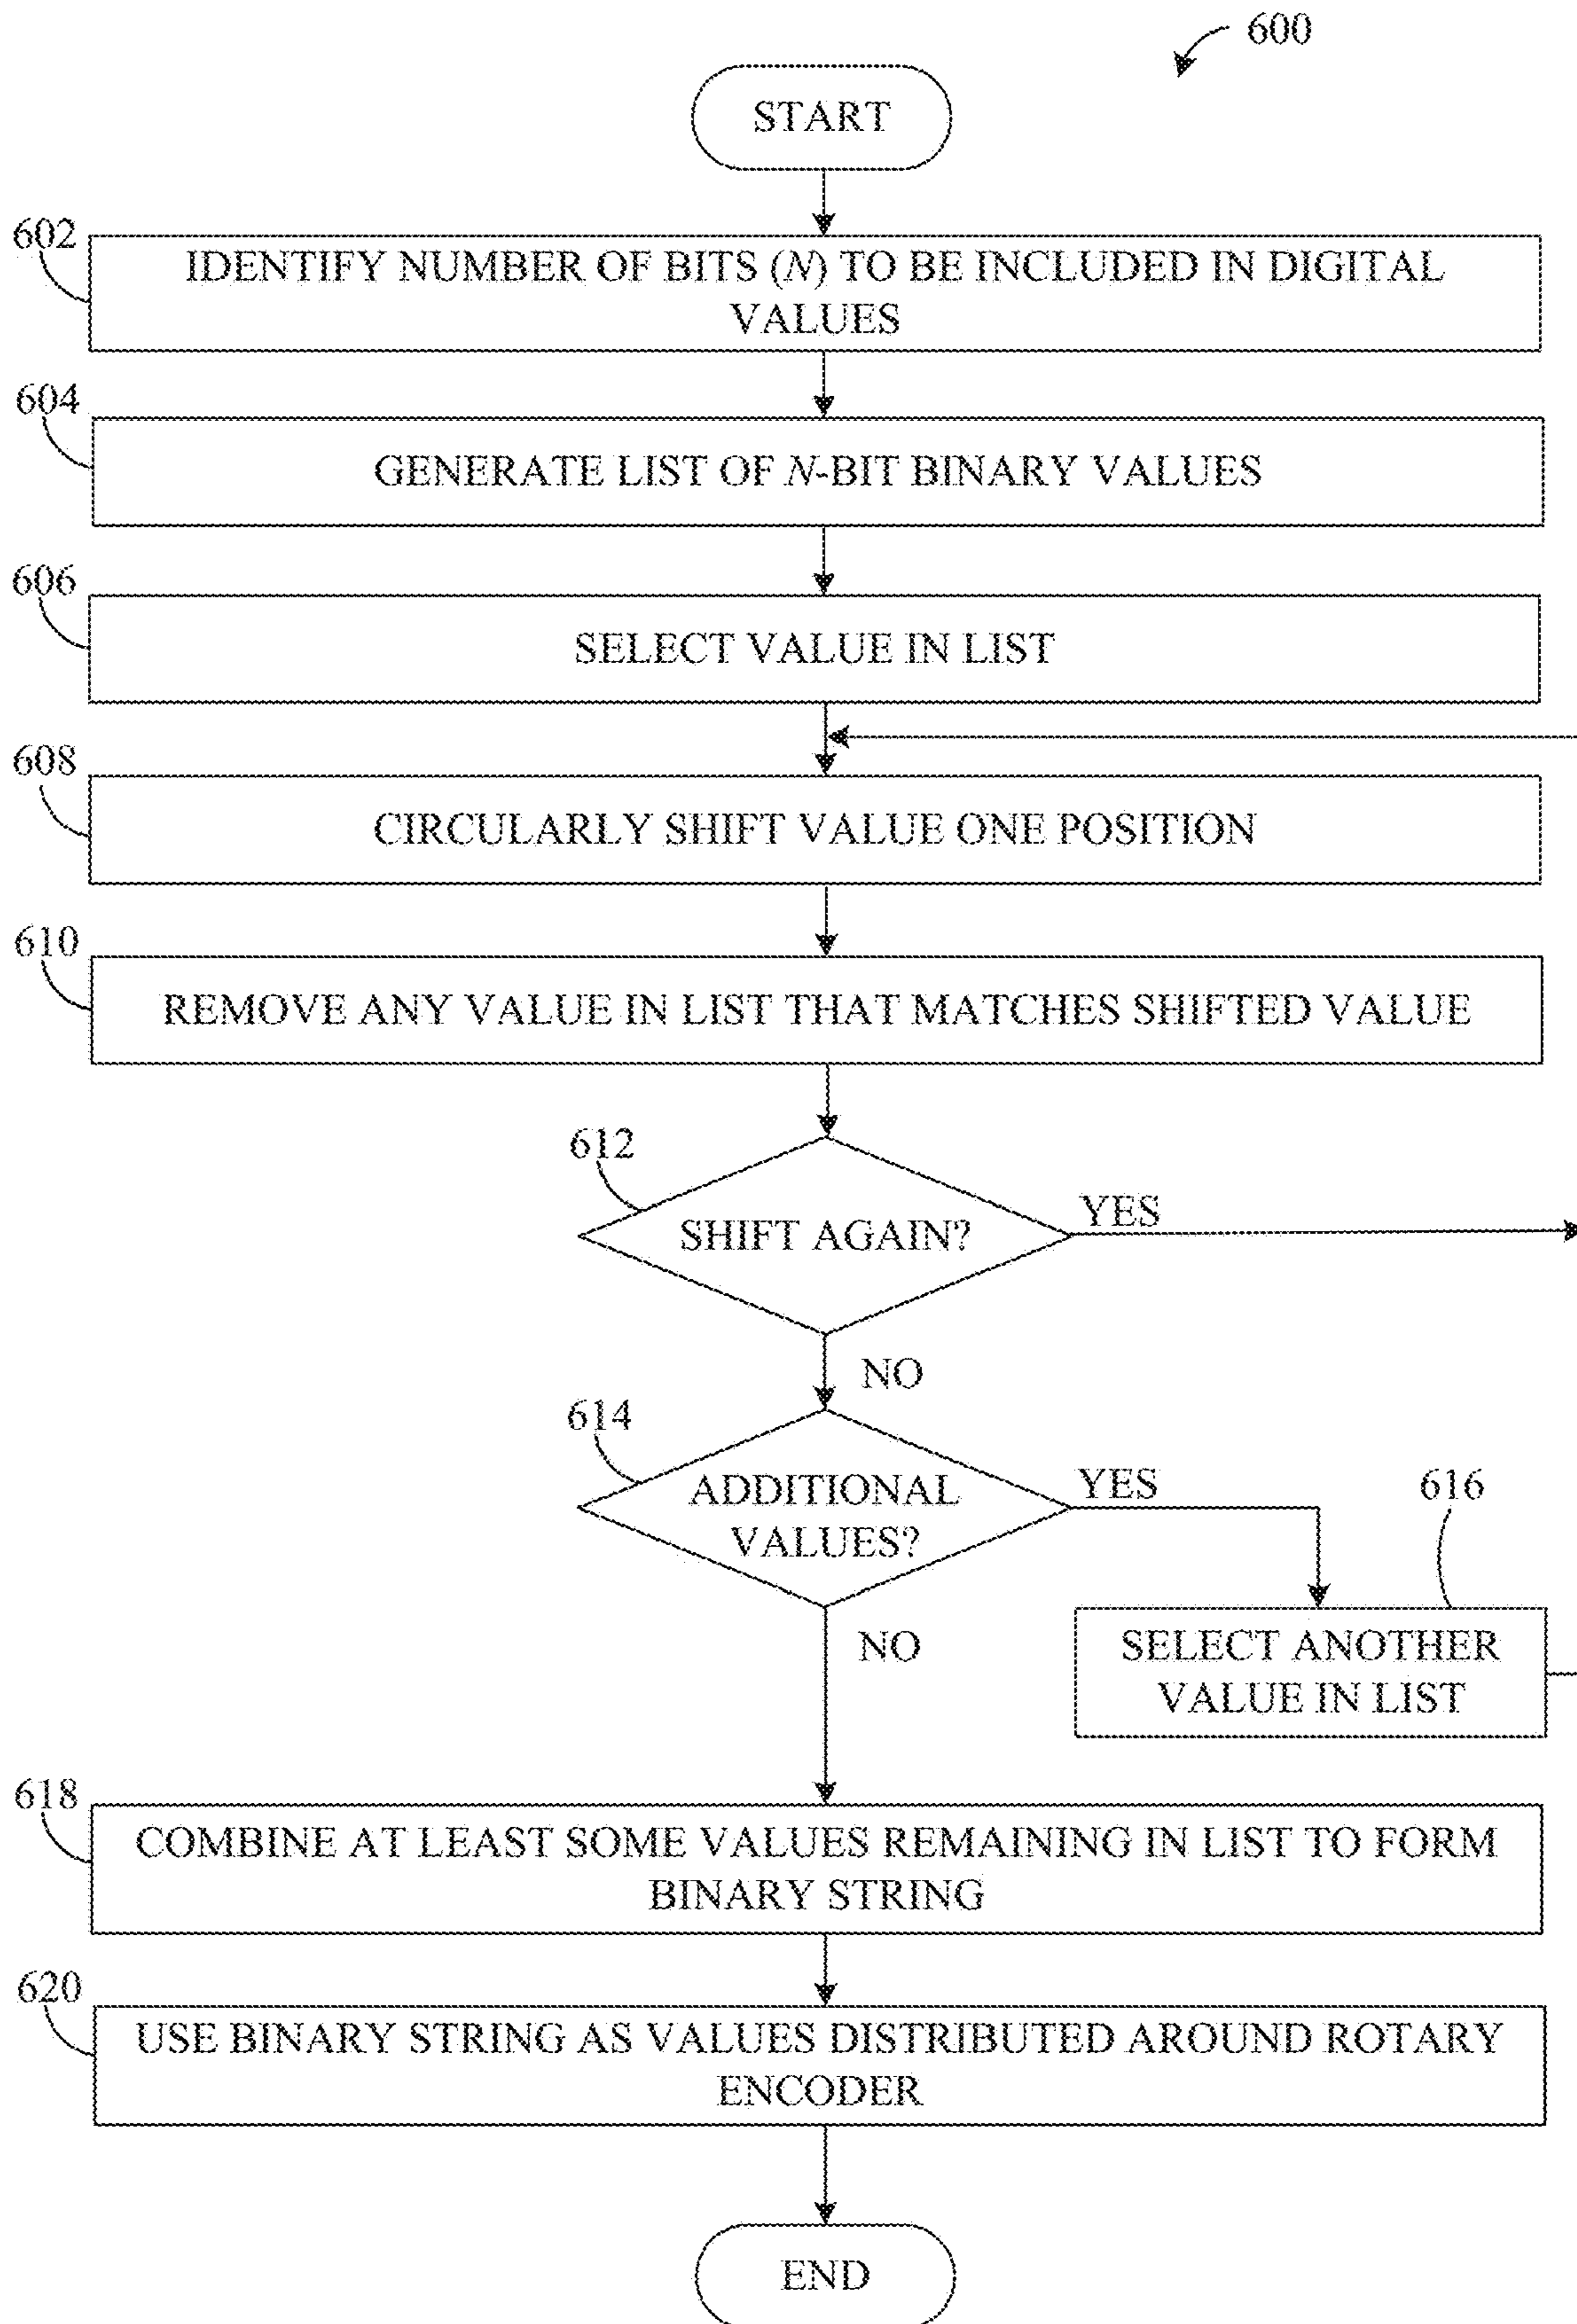 600
START
602
IDENTIFY NUMBER OF BITS (N) TO BE INCLUDED IN DIGITAL
VALUES
604
GENERATE LIST OF N-BIT BINARY VALUES
606
SELECT VALUE IN LIST
608
CIRCULARLY SHIFT VALUE ONE POSITION
610
REMOVE ANY VALUE IN LIST THAT MATCHES SHIFTED VALUE
612
SHIFT AGAIN?
YES
NO
614
ADDITIONAL
VALUES?
YES
616
NO
SELECT ANOTHER
VALUE IN LIST
618
COMBINE AT LEAST SOME VALUES REMAINING IN LIST TO FORM
BINARY STRING
620
USE BINARY STRING AS VALUES DISTRIBUTED AROUND ROTARY
ENCODER
END